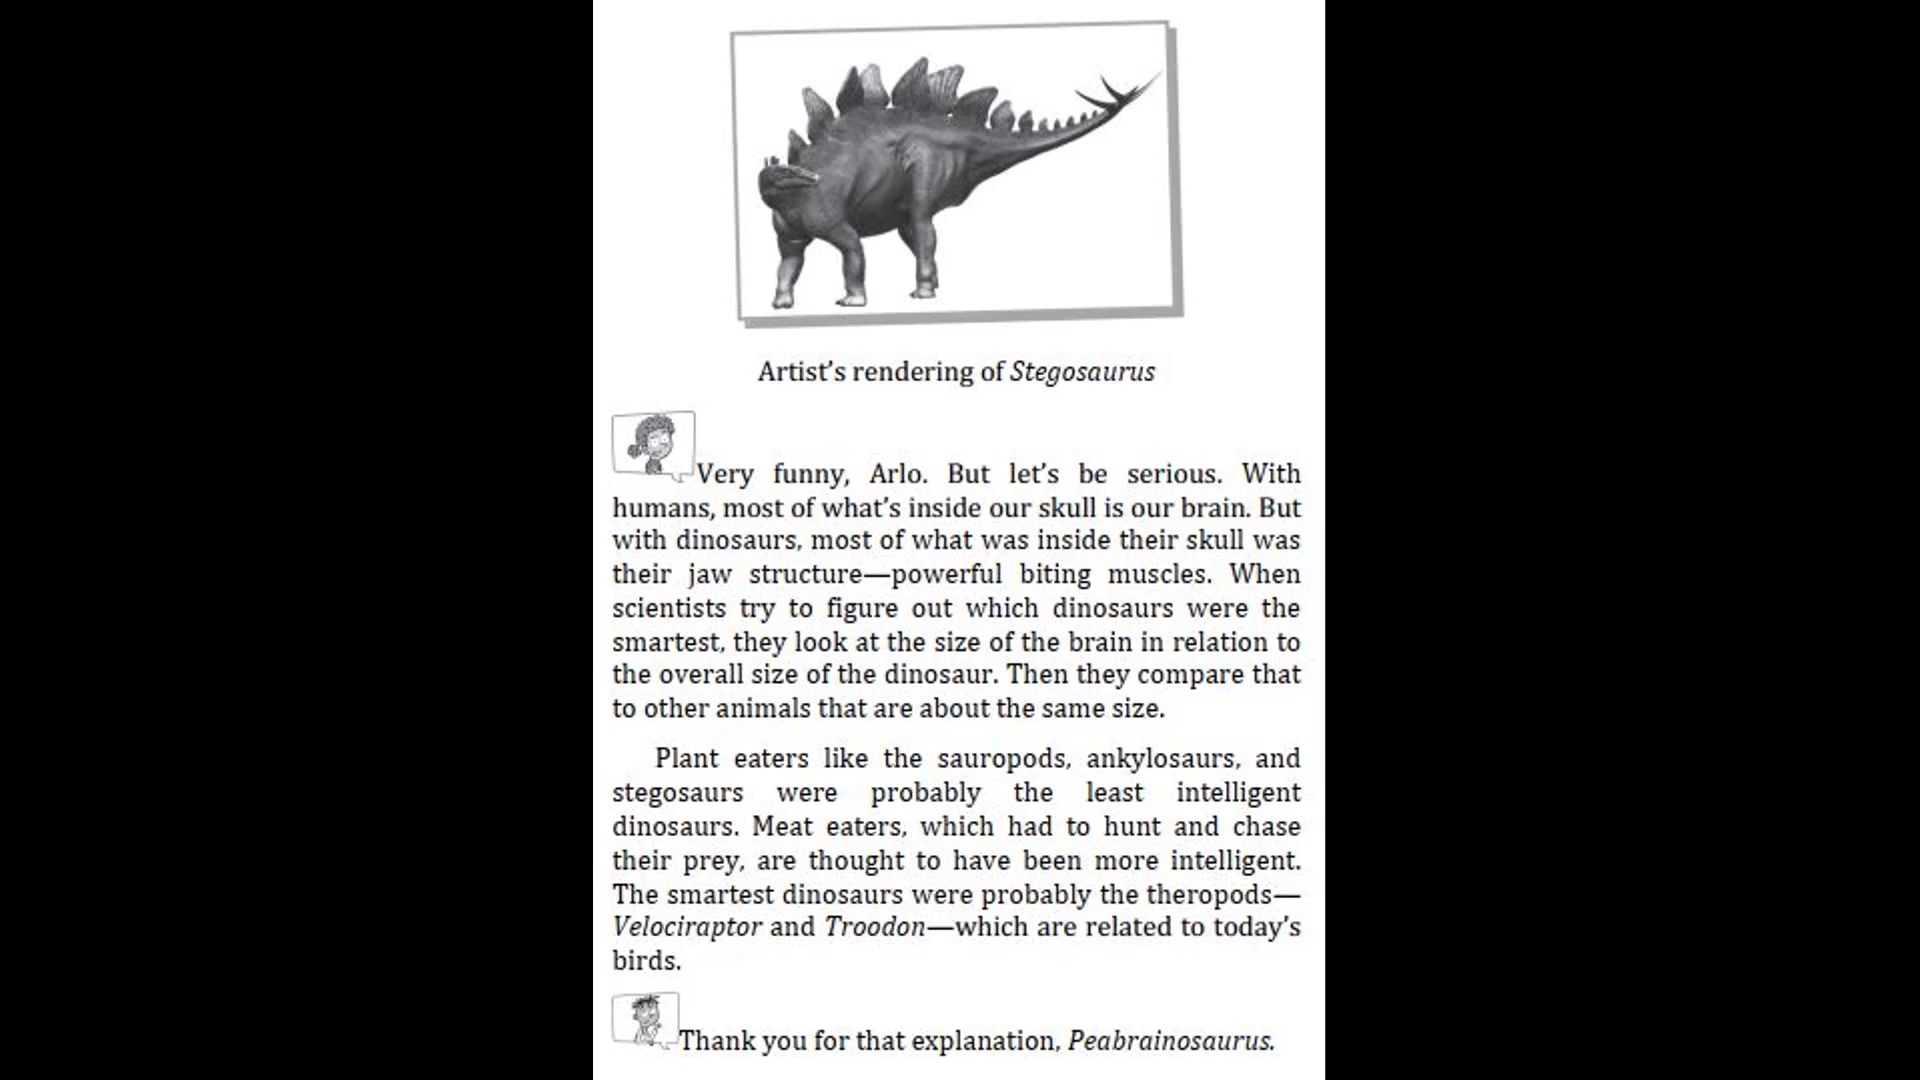 Artist’s rendering of Stegosaurus
Very funny, Arlo. But let’s be serious. With
humans, most of what’s inside our skull is our brain. But
with dinosaurs, most of what was inside their skull was
their jaw structure—powerful biting muscles. When
scientists try to figure out which dinosaurs were the
smartest, they look at the size of the brain in relation to
the overall size of the dinosaur. Then they compare that
to other animals that are about the same size.
Plant eaters like the sauropods, ankylosaurs, and
stegosaurs were probably the least intelligent
dinosaurs. Meat eaters, which had to hunt and chase
their prey, are thought to have been more intelligent.
The smartest dinosaurs were probably the theropods—
Velociraptor and Troodon—which are related to today’s
birds.
Thank you for that explanation, Peabrainosaurus.